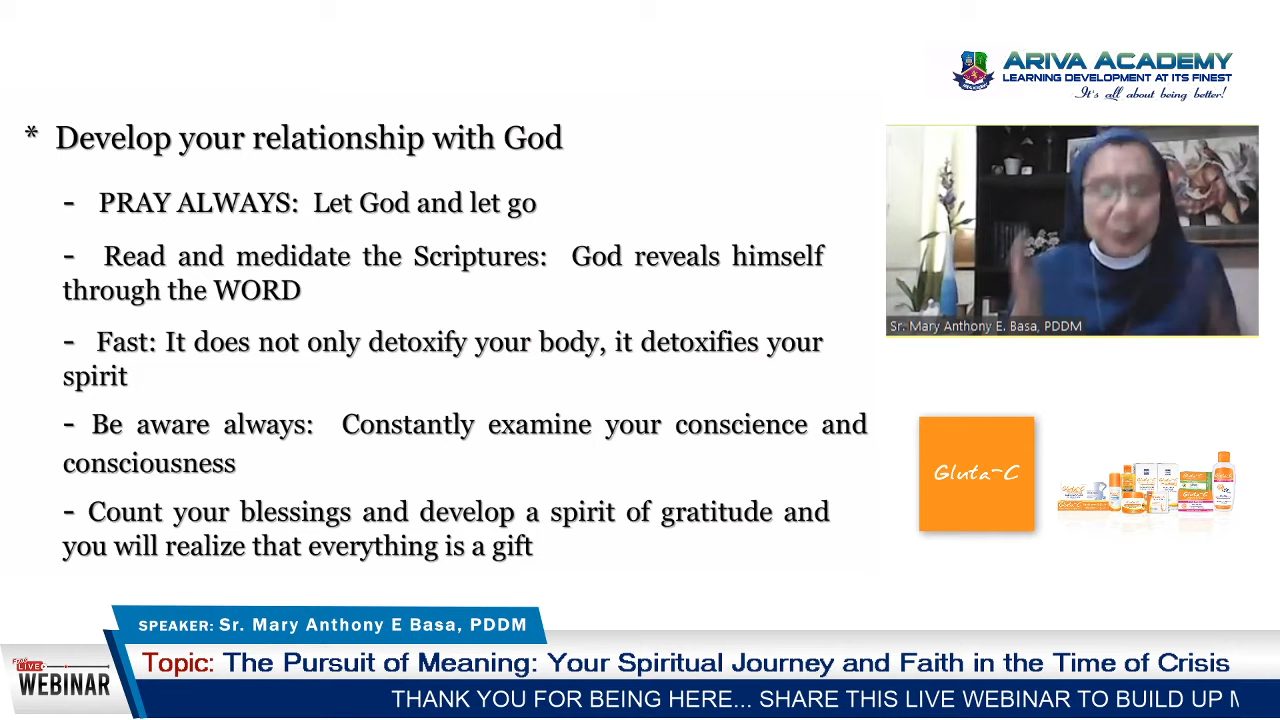 ARIVA ACADEMY
LEARNING DEVELOPMENT AT ITS FINEST
It's all about being better!
* Develop your relationship with God
- PRAY ALWAYS: Let God and let go
- Read and medidate the Scriptures: God reveals himself
through the WORD
- Fast: It does not only detoxify your body, it detoxifies your
spirit
- Be aware always: Constantly examine your conscience and
consciousness
- Count your blessings and develop a spirit of gratitude and
you will realize that everything is a gift
Sr. Mary Anthony E. Basa, PDDM
Gluta-C
SPEAKER: Sr. Mary Anthony E Basa, PDDM
Free
LIVE
WEBINAR
Topic: The Pursuit of Meaning: Your Spiritual Journey and Faith in the Time of Crisis
THANK YOU FOR BEING HERE... SHARE THIS LIVE WEBINAR TO BUILD UP